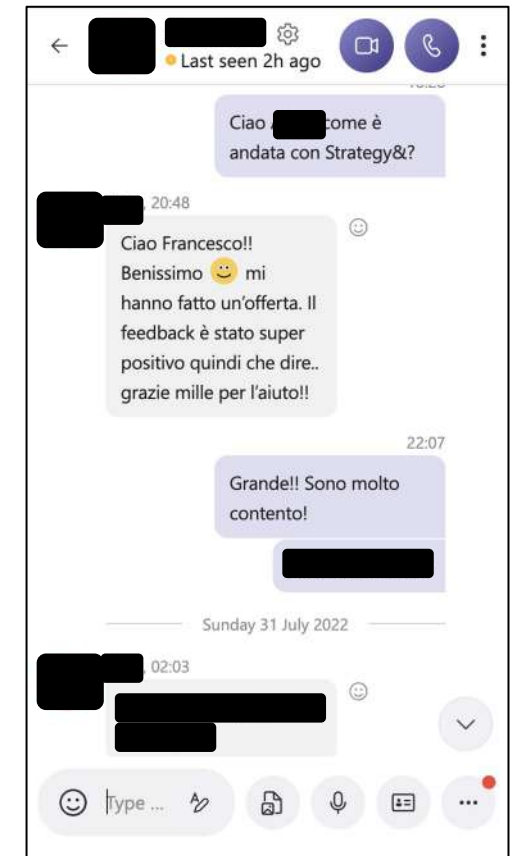 Last seen 2h ago
Ciao come è
andata con Strategy&?
, 20:48
Ciao Francesco!!
Benissimo 🙂 mi
hanno fatto un'offerta. Il
feedback è stato super
positivo quindi che dire..
grazie mille per l'aiuto!!
22:07
Grande!! Sono molto
contento!
Sunday 31 July 2022
, 02:03
Type ...